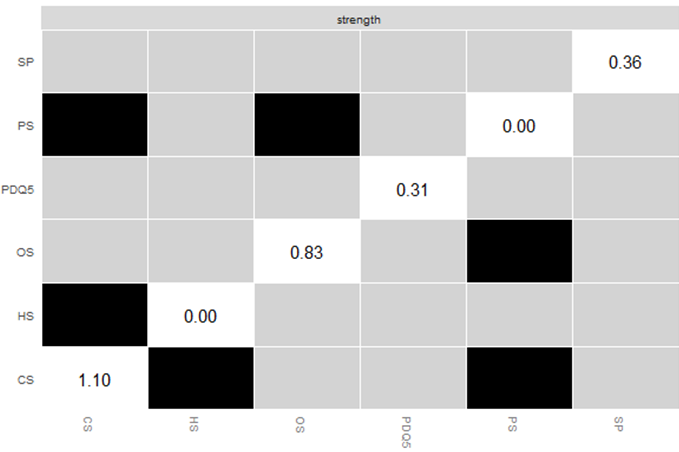 strength
SP
0.36
PS
0.00
PDQ5
0.31
OS
0.83
HS
0.00
CS
1.10
CS
HS
OS
PDQ5
PS
SP